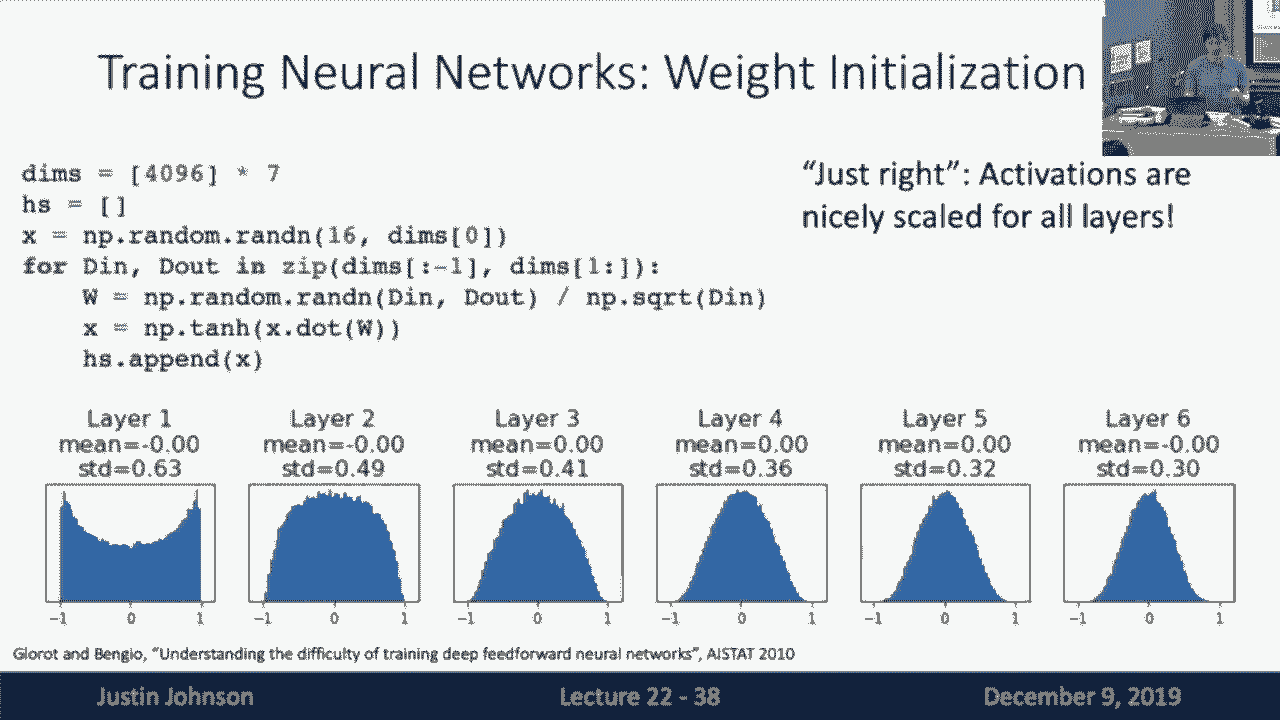 Training Neural Networks: Weight Initialization
dims = [4096] * 7
hs = []
x = np.random.randn(16, dims[0])
for Din, Dout in zip(dims[:-1], dims[1:]):
    W = np.random.randn(Din, Dout) / np.sqrt(Din)
    x = np.tanh(x.dot(W))
    hs.append(x)
“Just right”: Activations are
nicely scaled for all layers!
Layer 1
mean=-0.00
std=0.63
-1 0 1
Layer 2
mean=-0.00
std=0.49
-1 0 1
Layer 3
mean=0.00
std=0.41
-1 0 1
Layer 4
mean=0.00
std=0.36
-1 0 1
Layer 5
mean=0.00
std=0.32
-1 0 1
Layer 6
mean=-0.00
std=0.30
-1 0 1
Glorot and Bengio, “Understanding the difficulty of training deep feedforward neural networks”, AISTAT 2010
Justin Johnson
Lecture 22 - 38
December 9, 2019